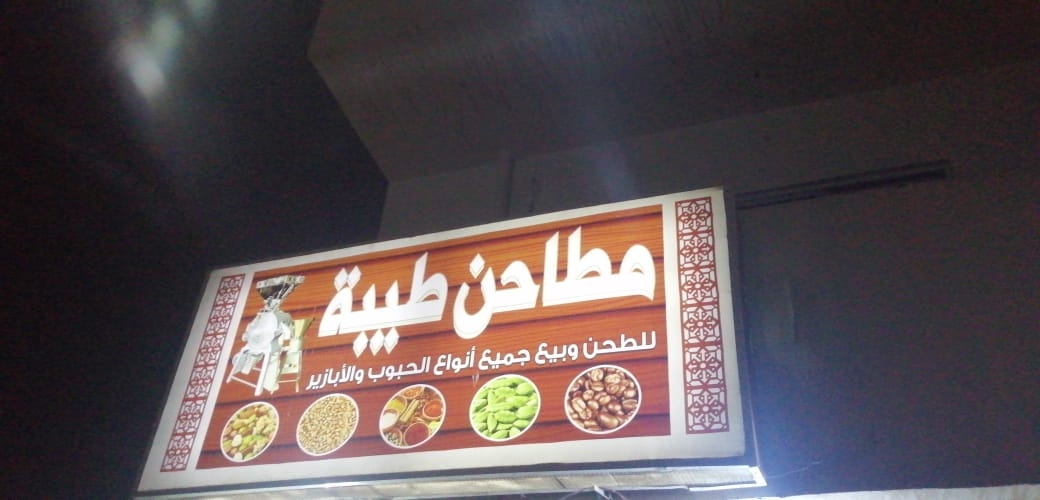 مطاحن طيبة
للطحن وبيع جميع أنواع الحبوب والأبازير